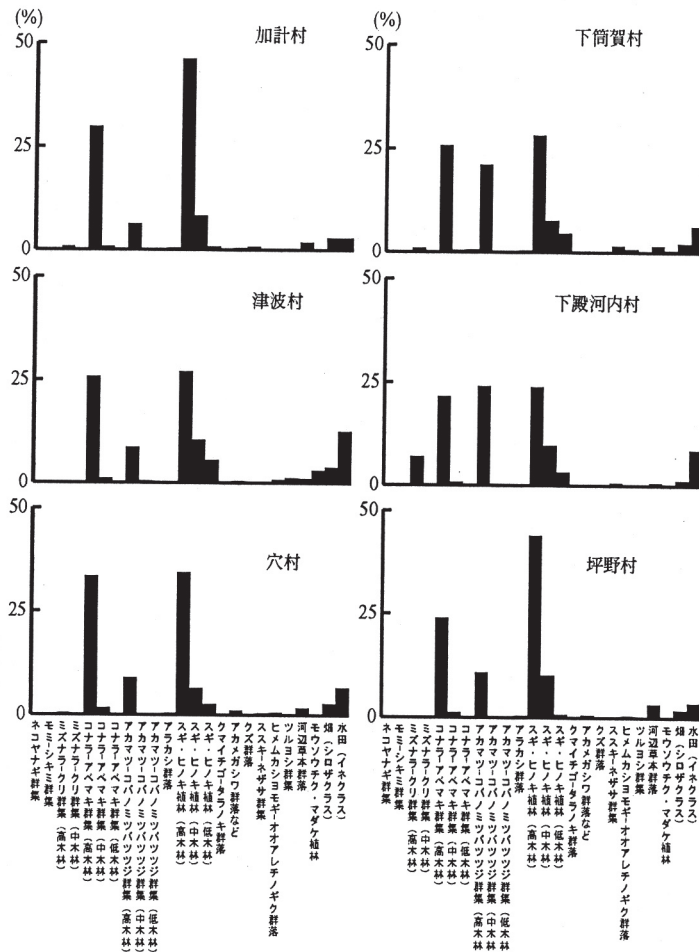 (%)
50
25
0
加計村
下筒賀村
50
25
0
津波村
下殿河内村
50
25
0
穴村
坪野村
50
25
0
50
25
0
50
25
0
ネコヤナギ群集
モミーシキミ群集
ミズナラークリ群集（高木林）
ミズナラークリ群集（中木林）
コナラーアベマキ群集（高木林）
コナラーアベマキ群集（中木林）
コナラーアベマキ群集（低木林）
アカマツーコバノミツバツツジ群集（高木林）
アカマツーコバノミツバツツジ群集（中木林）
アカマツーコバノミツバツツジ群集（低木林）
アラカシ群落
スギ・ヒノキ植林（高木林）
スギ・ヒノキ植林（中木林）
スギ・ヒノキ植林（低木林）
クマイチゴータラノキ群落
アカメガシワ群落など
クズ群落
ススキーネザサ群集
ヒメムカシヨモギーオオアレチノギク群落
ツルヨシ群集
河辺草本群落
モウソウチク・マダケ植林
畑（シロザクラス）
水田（イネクラス）
ネコヤナギ群集
モミーシキミ群集
ミズナラークリ群集（高木林）
ミズナラークリ群集（中木林）
コナラーアベマキ群集（高木林）
コナラーアベマキ群集（中木林）
コナラーアベマキ群集（低木林）
アカマツーコバノミツバツツジ群集（高木林）
アカマツーコバノミツバツツジ群集（中木林）
アカマツーコバノミツバツツジ群集（低木林）
アラカシ群落
スギ・ヒノキ植林（高木林）
スギ・ヒノキ植林（中木林）
スギ・ヒノキ植林（低木林）
クマイチゴータラノキ群落
アカメガシワ群落など
クズ群落
ススキーネザサ群集
ヒメムカシヨモギーオオアレチノギク群落
ツルヨシ群集
河辺草本群落
モウソウチク・マダケ植林
畑（シロザクラス）
水田（イネクラス）